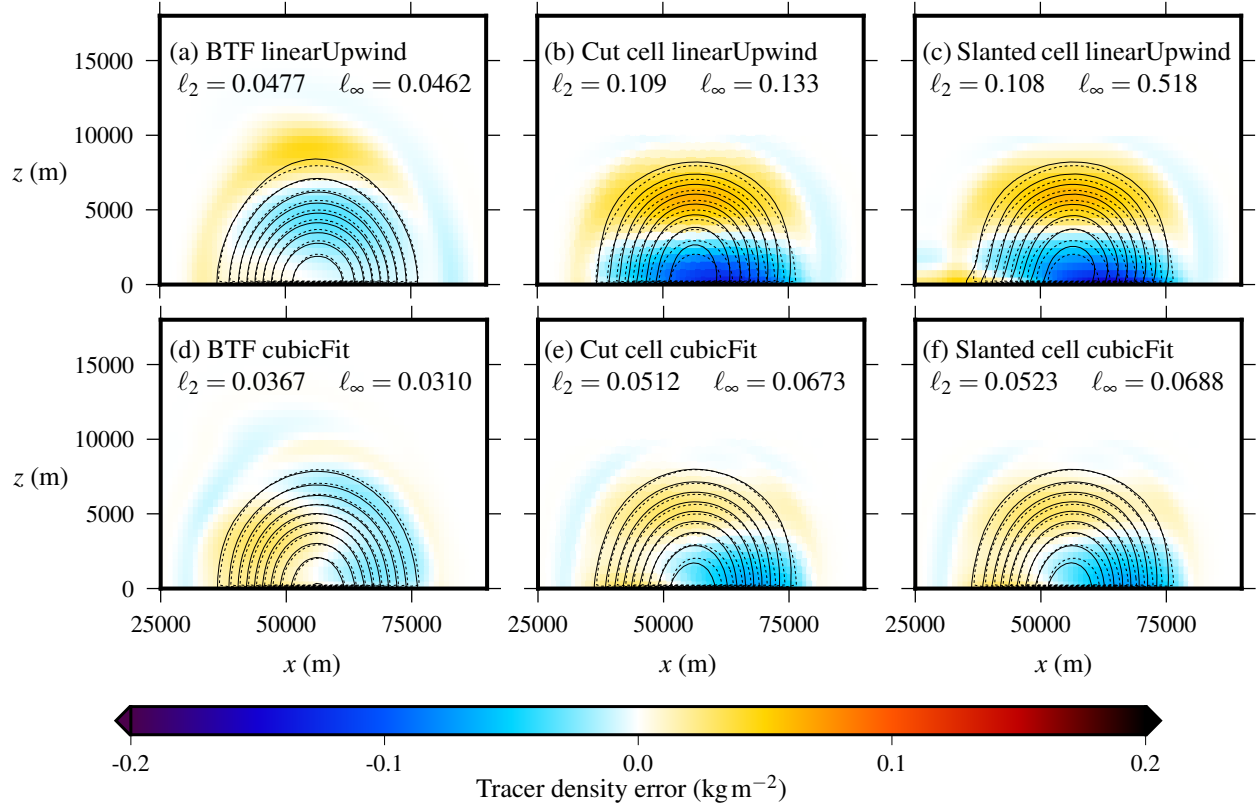 (a) BTF linearUpwind
ℓ2 = 0.0477 ℓ∞ = 0.0462
(b) Cut cell linearUpwind
ℓ2 = 0.109 ℓ∞ = 0.133
(c) Slanted cell linearUpwind
ℓ2 = 0.108 ℓ∞ = 0.518
15000
10000
z (m)
5000
0
(d) BTF cubicFit
ℓ2 = 0.0367 ℓ∞ = 0.0310
(e) Cut cell cubicFit
ℓ2 = 0.0512 ℓ∞ = 0.0673
(f) Slanted cell cubicFit
ℓ2 = 0.0523 ℓ∞ = 0.0688
15000
10000
z (m)
5000
0
25000 50000 75000 25000 50000 75000 25000 50000 75000
x (m) x (m) x (m)
-0.2 -0.1 0.0 0.1 0.2
Tracer density error (kg m−2)